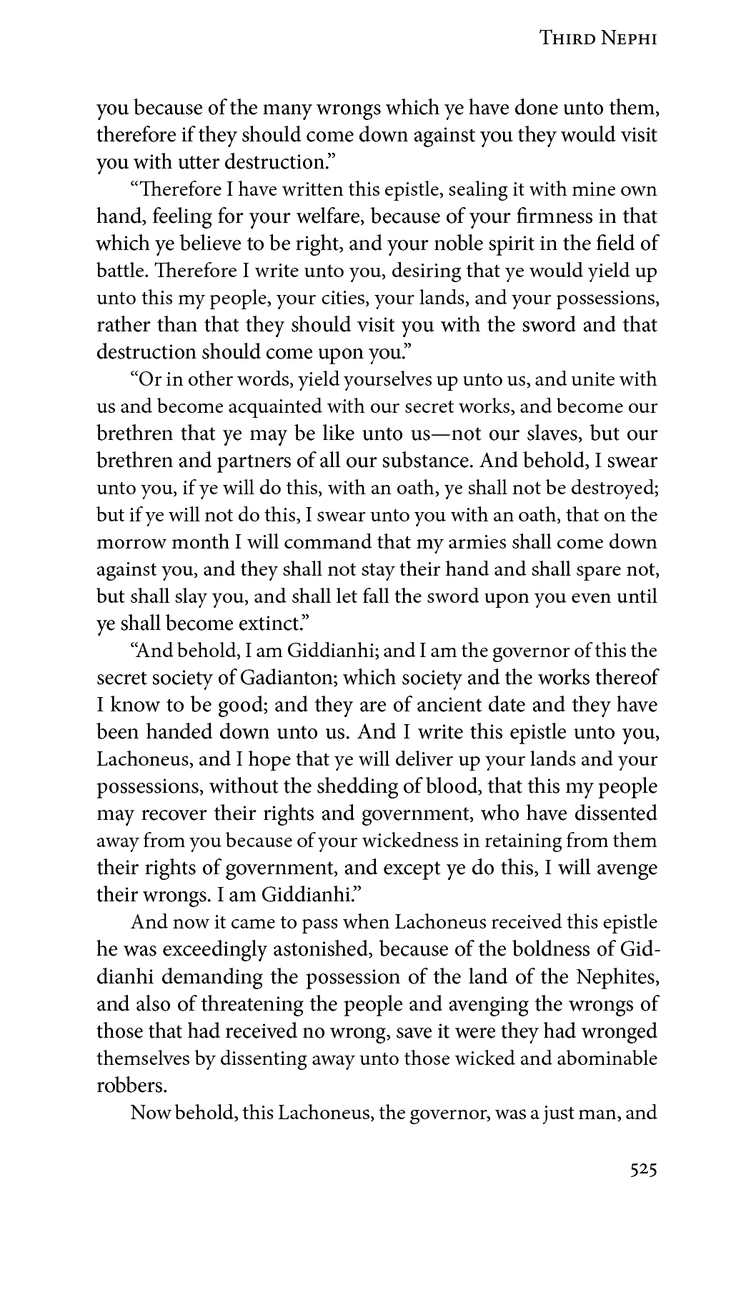 Third Nephi
you because of the many wrongs which ye have done unto them,
therefore if they should come down against you they would visit
you with utter destruction.”
“Therefore I have written this epistle, sealing it with mine own
hand, feeling for your welfare, because of your firmness in that
which ye believe to be right, and your noble spirit in the field of
battle. Therefore I write unto you, desiring that ye would yield up
unto this my people, your cities, your lands, and your possessions,
rather than that they should visit you with the sword and that
destruction should come upon you.”
“Or in other words, yield yourselves up unto us, and unite with
us and become acquainted with our secret works, and become our
brethren that ye may be like unto us—not our slaves, but our
brethren and partners of all our substance. And behold, I swear
unto you, if ye will do this, with an oath, ye shall not be destroyed;
but if ye will not do this, I swear unto you with an oath, that on the
morrow month I will command that my armies shall come down
against you, and they shall not stay their hand and shall spare not,
but shall slay you, and shall let fall the sword upon you even until
ye shall become extinct.”
“And behold, I am Giddianhi; and I am the governor of this the
secret society of Gadianton; which society and the works thereof
I know to be good; and they are of ancient date and they have
been handed down unto us. And I write this epistle unto you,
Lachoneus, and I hope that ye will deliver up your lands and your
possessions, without the shedding of blood, that this my people
may recover their rights and government, who have dissented
away from you because of your wickedness in retaining from them
their rights of government, and except ye do this, I will avenge
their wrongs. I am Giddianhi.”
And now it came to pass when Lachoneus received this epistle
he was exceedingly astonished, because of the boldness of Gid-
dianhi demanding the possession of the land of the Nephites,
and also of threatening the people and avenging the wrongs of
those that had received no wrong, save it were they had wronged
themselves by dissenting away unto those wicked and abominable
robbers.
Now behold, this Lachoneus, the governor, was a just man, and
525